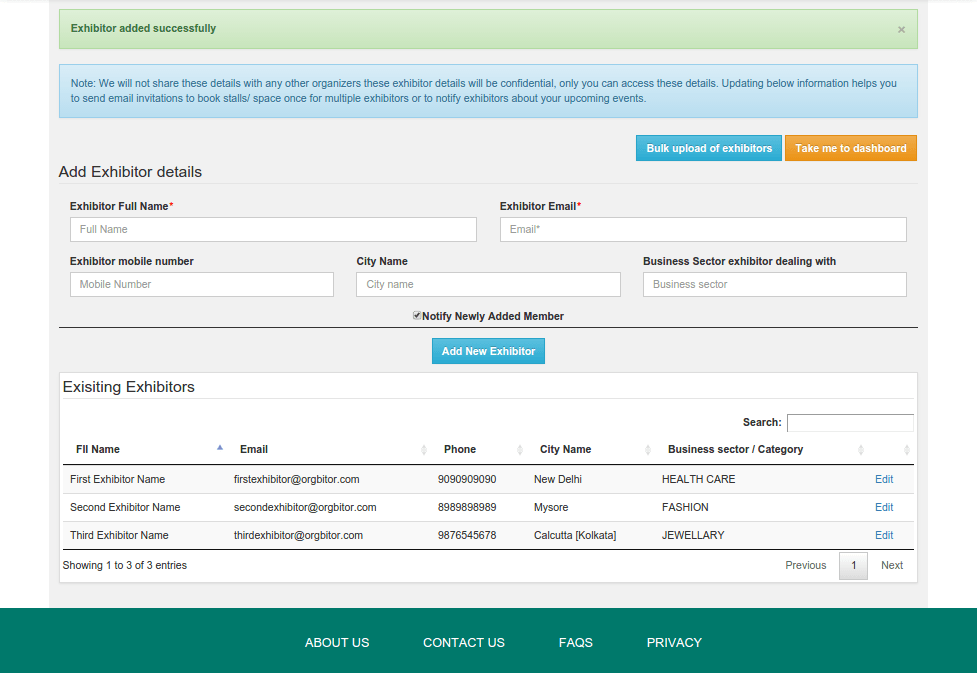 Exhibitor added successfully ×
Note: We will not share these details with any other organizers these exhibitor details will be confidential, only you can access these details. Updating below information helps you
to send email invitations to book stalls/ space once for multiple exhibitors or to notify exhibitors about your upcoming events.
Bulk upload of exhibitors Take me to dashboard
Add Exhibitor details
Exhibitor Full Name* Exhibitor Email*
Full Name Email*
Exhibitor mobile number City Name Business Sector exhibitor dealing with
Mobile Number City name Business sector
Notify Newly Added Member
Add New Exhibitor
Exisiting Exhibitors
Search:
Fll Name Email Phone City Name Business sector / Category
First Exhibitor Name firstexhibitor@orgbitor.com 9090909090 New Delhi HEALTH CARE Edit
Second Exhibitor Name secondexhibitor@orgbitor.com 8989898989 Mysore FASHION Edit
Third Exhibitor Name thirdexhibitor@orgbitor.com 9876545678 Calcutta [Kolkata] JEWELLARY Edit
Showing 1 to 3 of 3 entries Previous 1 Next
ABOUT US CONTACT US FAQS PRIVACY